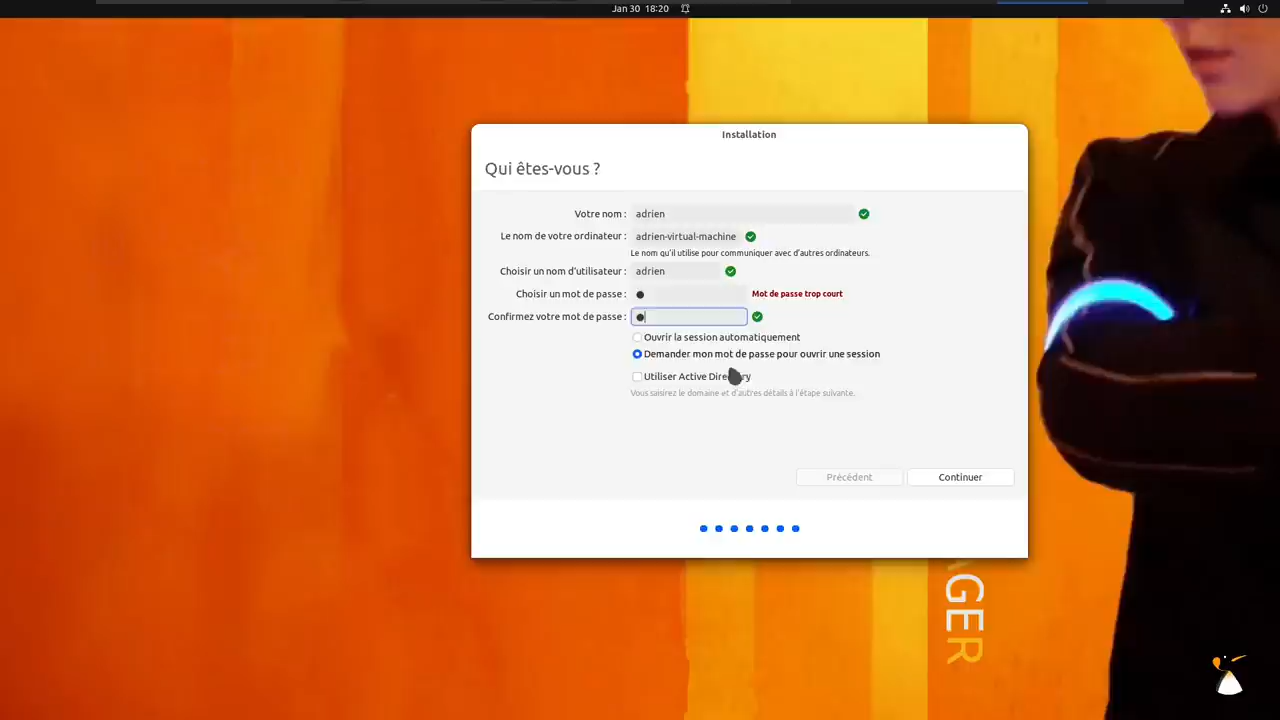 Jan 30 18:20
Installation
Qui êtes-vous ?
Votre nom : adrien
Le nom de votre ordinateur : adrien-virtual-machine
Le nom qu'il utilise pour communiquer avec d'autres ordinateurs.
Choisir un nom d'utilisateur : adrien
Choisir un mot de passe : ● Mot de passe trop court
Confirmez votre mot de passe : ●
Ouvrir la session automatiquement
Demander mon mot de passe pour ouvrir une session
Utiliser Active Directory
Vous saisirez le domaine et d'autres détails à l'étape suivante.
Précédent Continuer
GER